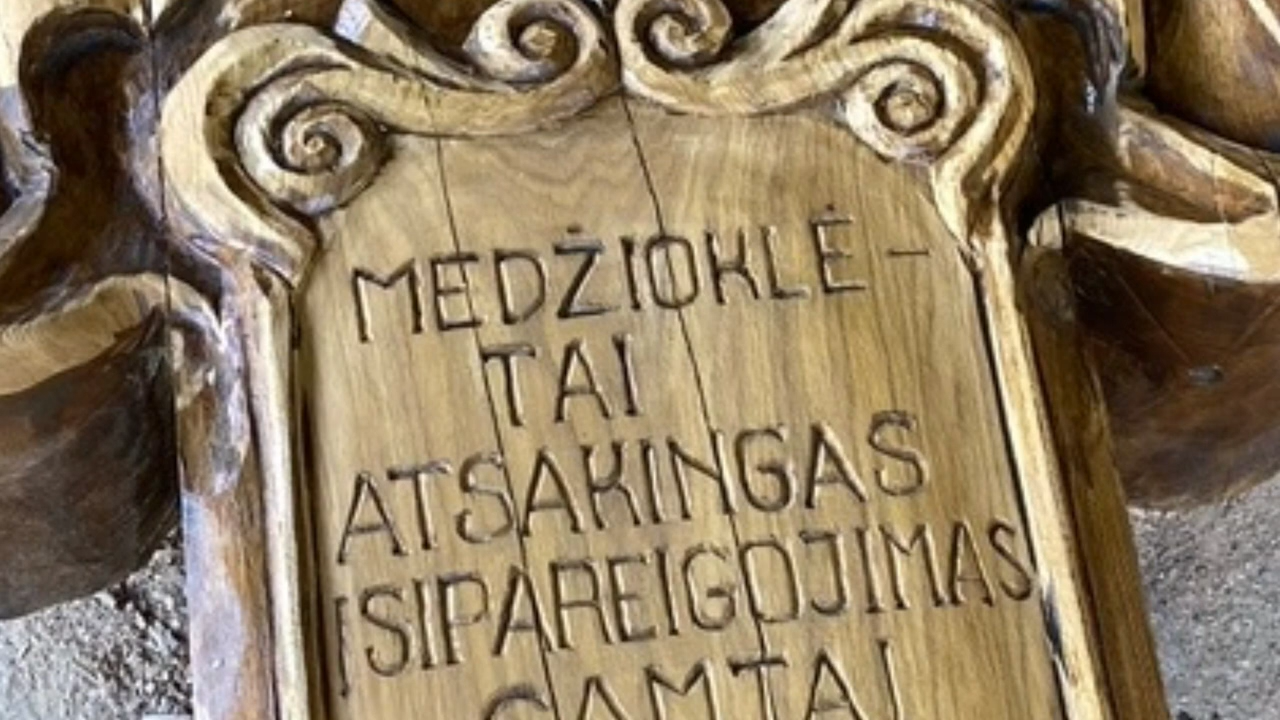 MEDŽIOKLĖ –
TAI
ATSAKINGAS
ĮSIPAREIGOJIMAS
GAMTAI